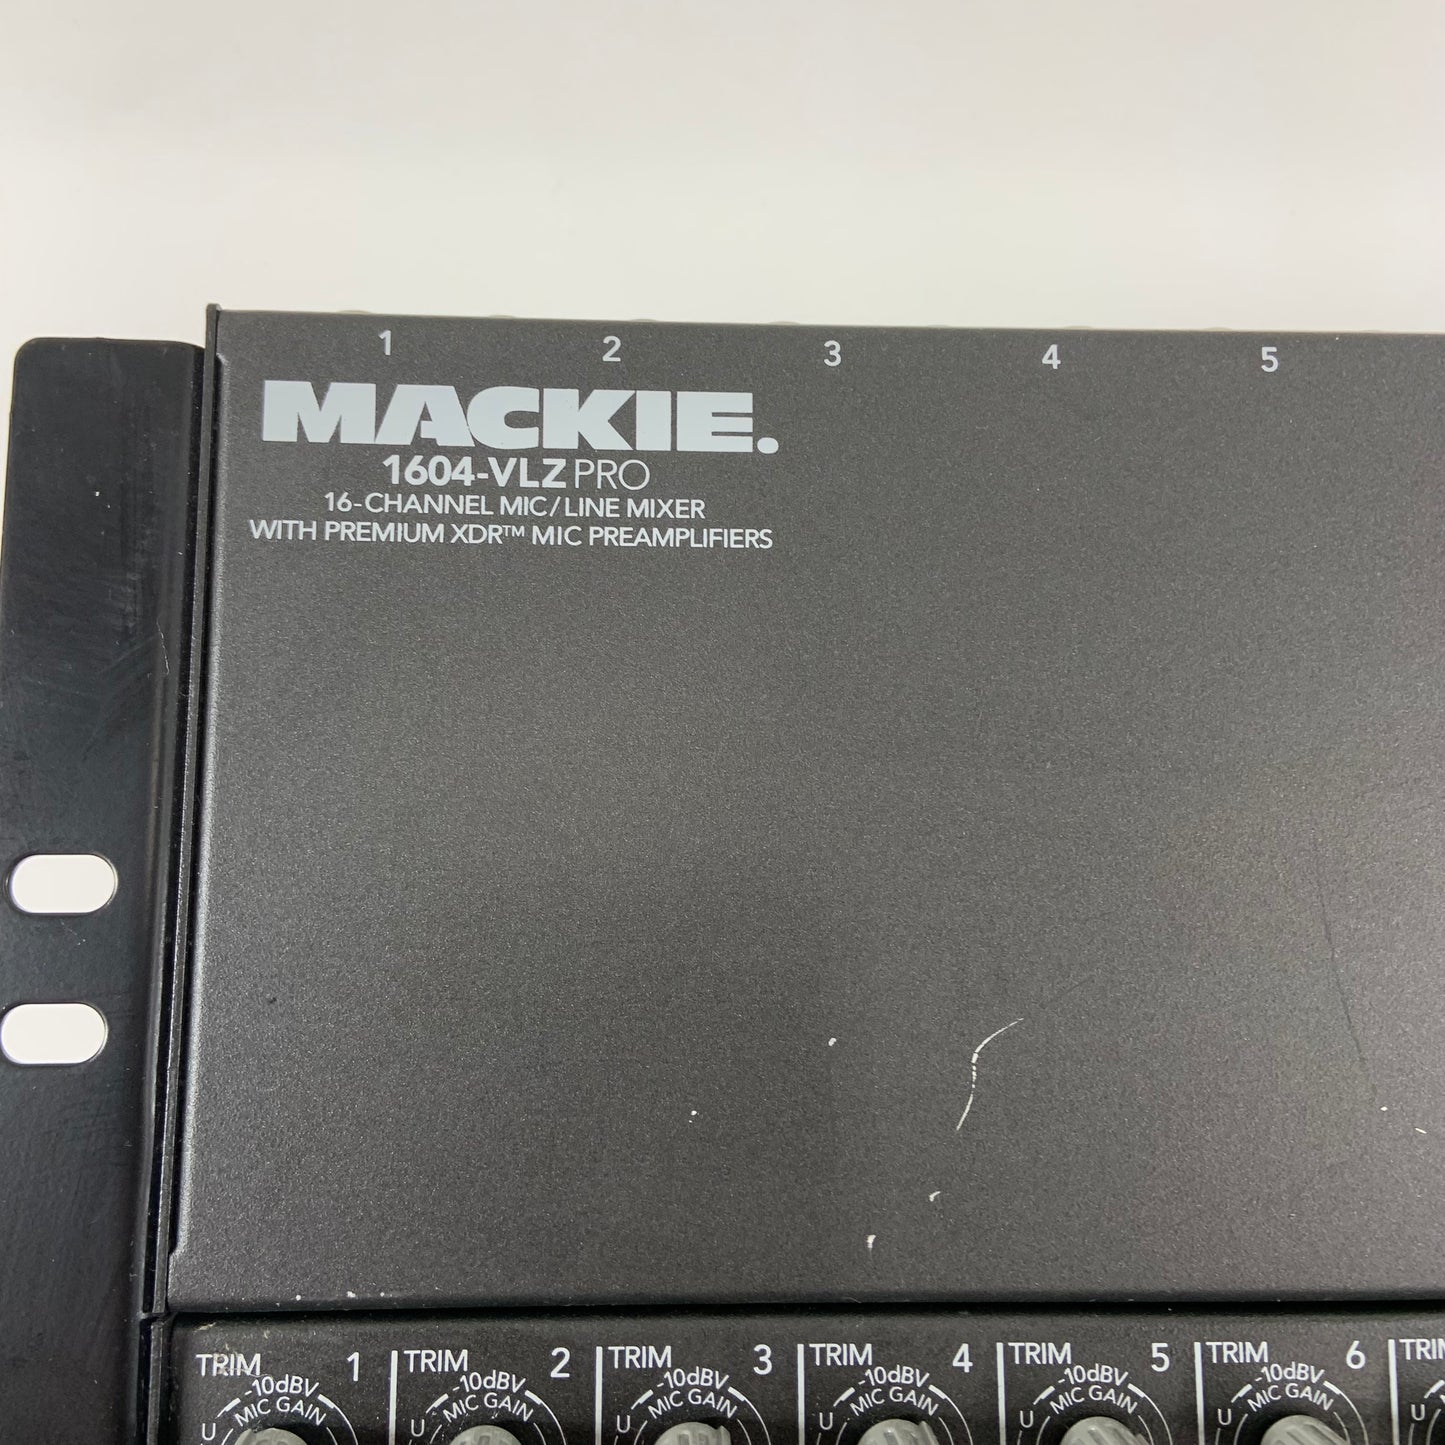 1 2 3 4 5
MACKIE.
1604-VLZ PRO
16-CHANNEL MIC/LINE MIXER
WITH PREMIUM XDR™ MIC PREAMPLIFIERS
TRIM 1 TRIM 2 TRIM 3 TRIM 4 TRIM 5 TRIM 6
-10dBV -10dBV -10dBV -10dBV -10dBV -10dBV
MIC GAIN MIC GAIN MIC GAIN MIC GAIN MIC GAIN MIC GAIN
U U U U U U U